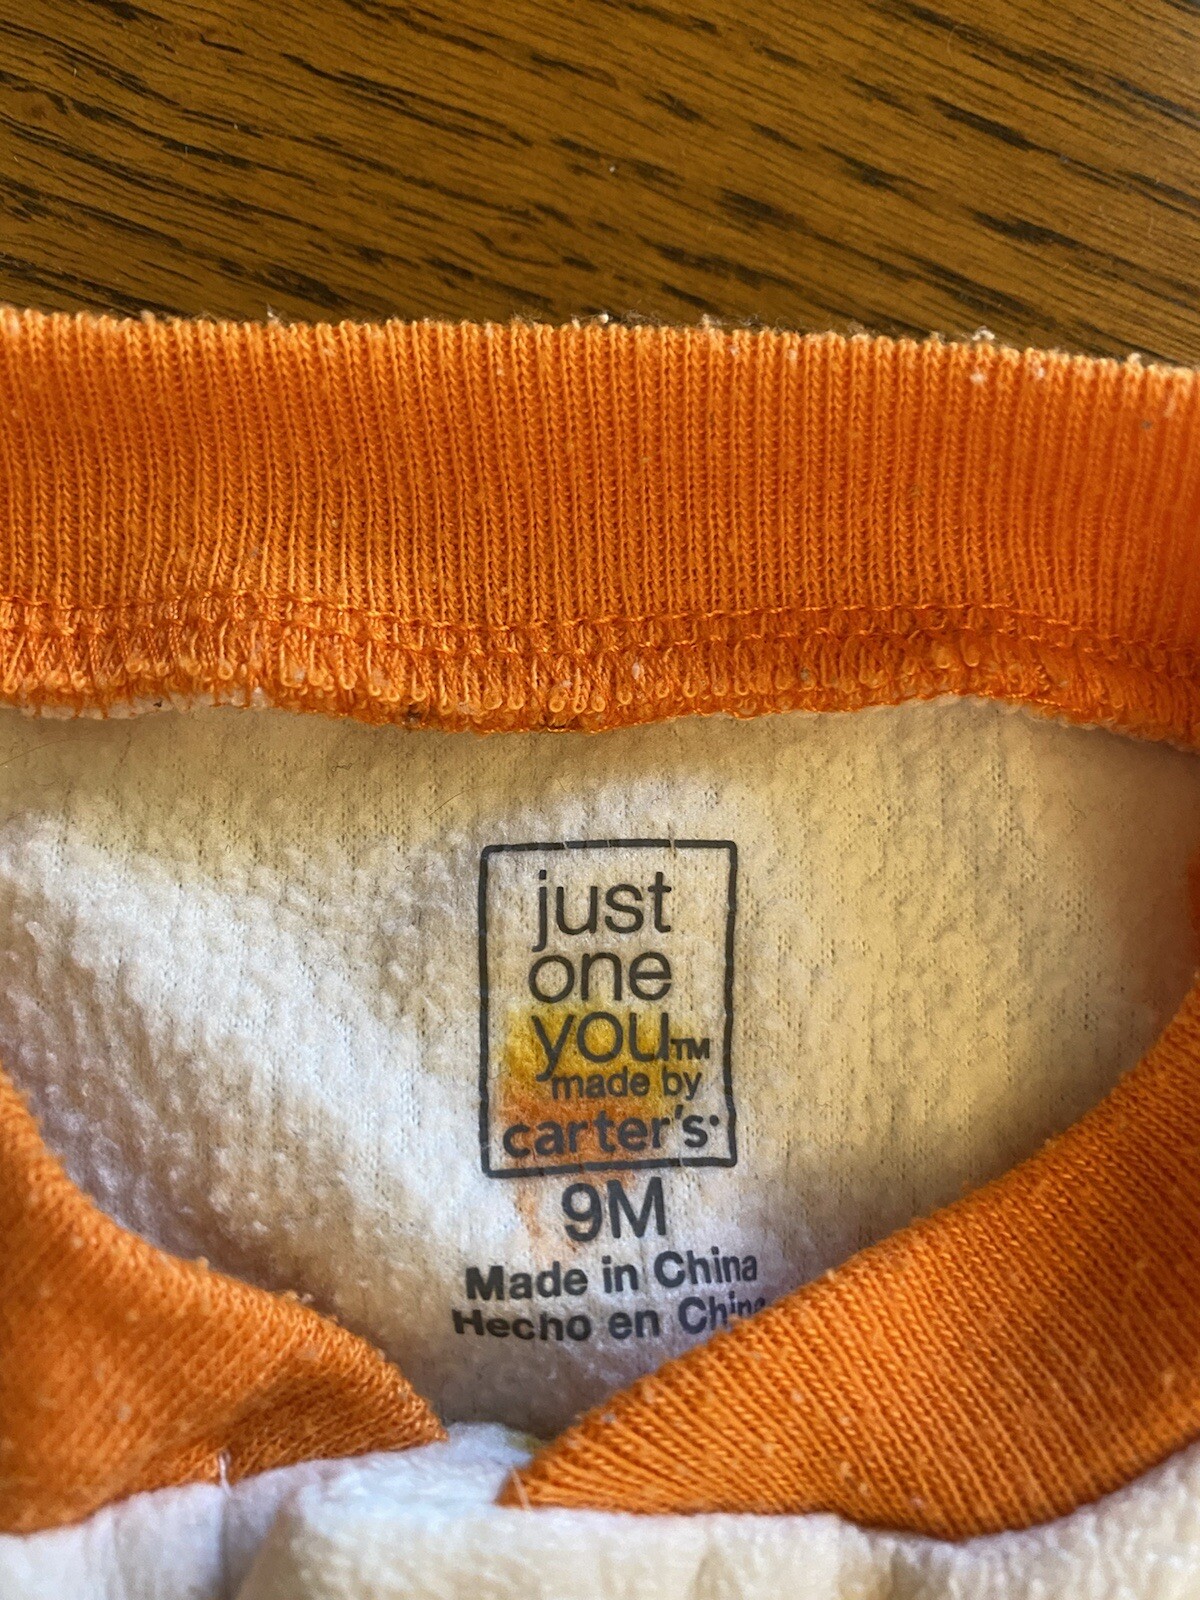 just
one
you™
made by
carter's
9M
Made in China
Hecho en China